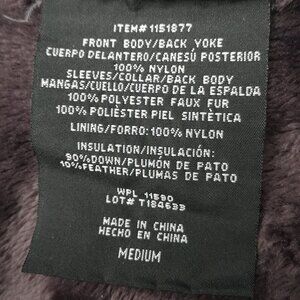 ITEM#1151877
FRONT BODY/BACK YOKE
CUERPO DELANTERO/CANESÚ POSTERIOR
100% NYLON
SLEEVES/COLLAR/BACK BODY
MANGAS/CUELLO/CUERPO DE LA ESPALDA
100% POLYESTER FAUX FUR
100% POLIÉSTER PIEL SINTÉTICA
LINING/FORRO: 100% NYLON
INSULATION/INSULACIÓN:
90% DOWN/PLUMÓN DE PATO
10% FEATHER/PLUMAS DE PATO
WPL 11590
LOT# T184633
MADE IN CHINA
HECHO EN CHINA
MEDIUM